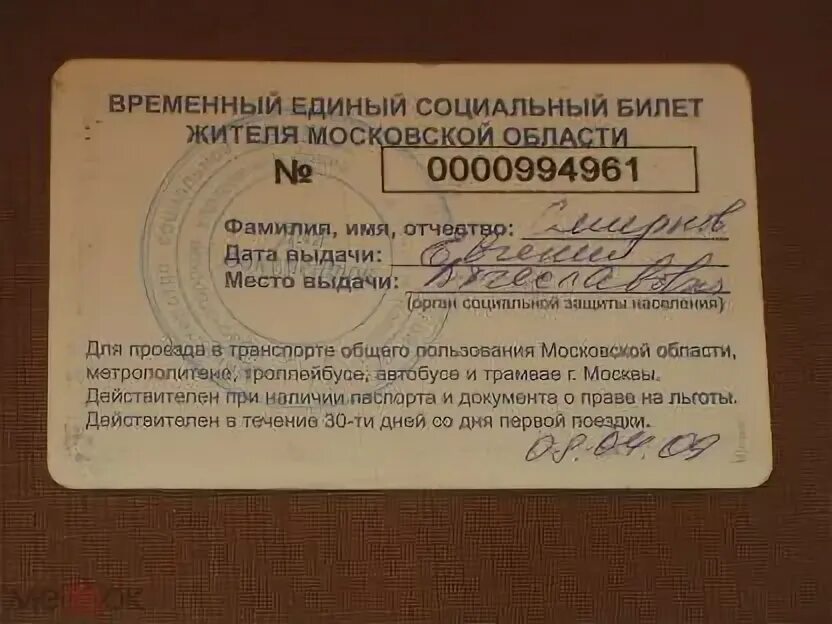 ВРЕМЕННЫЙ ЕДИНЫЙ СОЦИАЛЬНЫЙ БИЛЕТ
ЖИТЕЛЯ МОСКОВСКОЙ ОБЛАСТИ
№ 0000994961
Фамилия, имя, отчество: Смирнов
Дата выдачи: Евгений
Место выдачи: Вячеславович
(орган социальной защиты населения)
Для проезда в транспорте общего пользования Московской области,
метрополитене, троллейбусе, автобусе и трамвае г. Москвы.
Действителен при наличии паспорта и документа о праве на льготы.
Действителен в течение 30-ти дней со дня первой поездки.
09.04.09